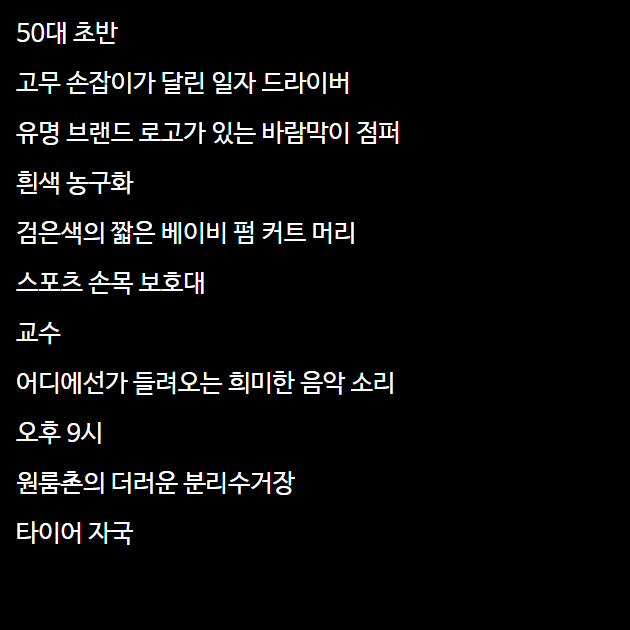 50대 초반
고무 손잡이가 달린 일자 드라이버
유명 브랜드 로고가 있는 바람막이 점퍼
흰색 농구화
검은색의 짧은 베이비 펌 커트 머리
스포츠 손목 보호대
교수
어디에선가 들려오는 희미한 음악 소리
오후 9시
원룸촌의 더러운 분리수거장
타이어 자국